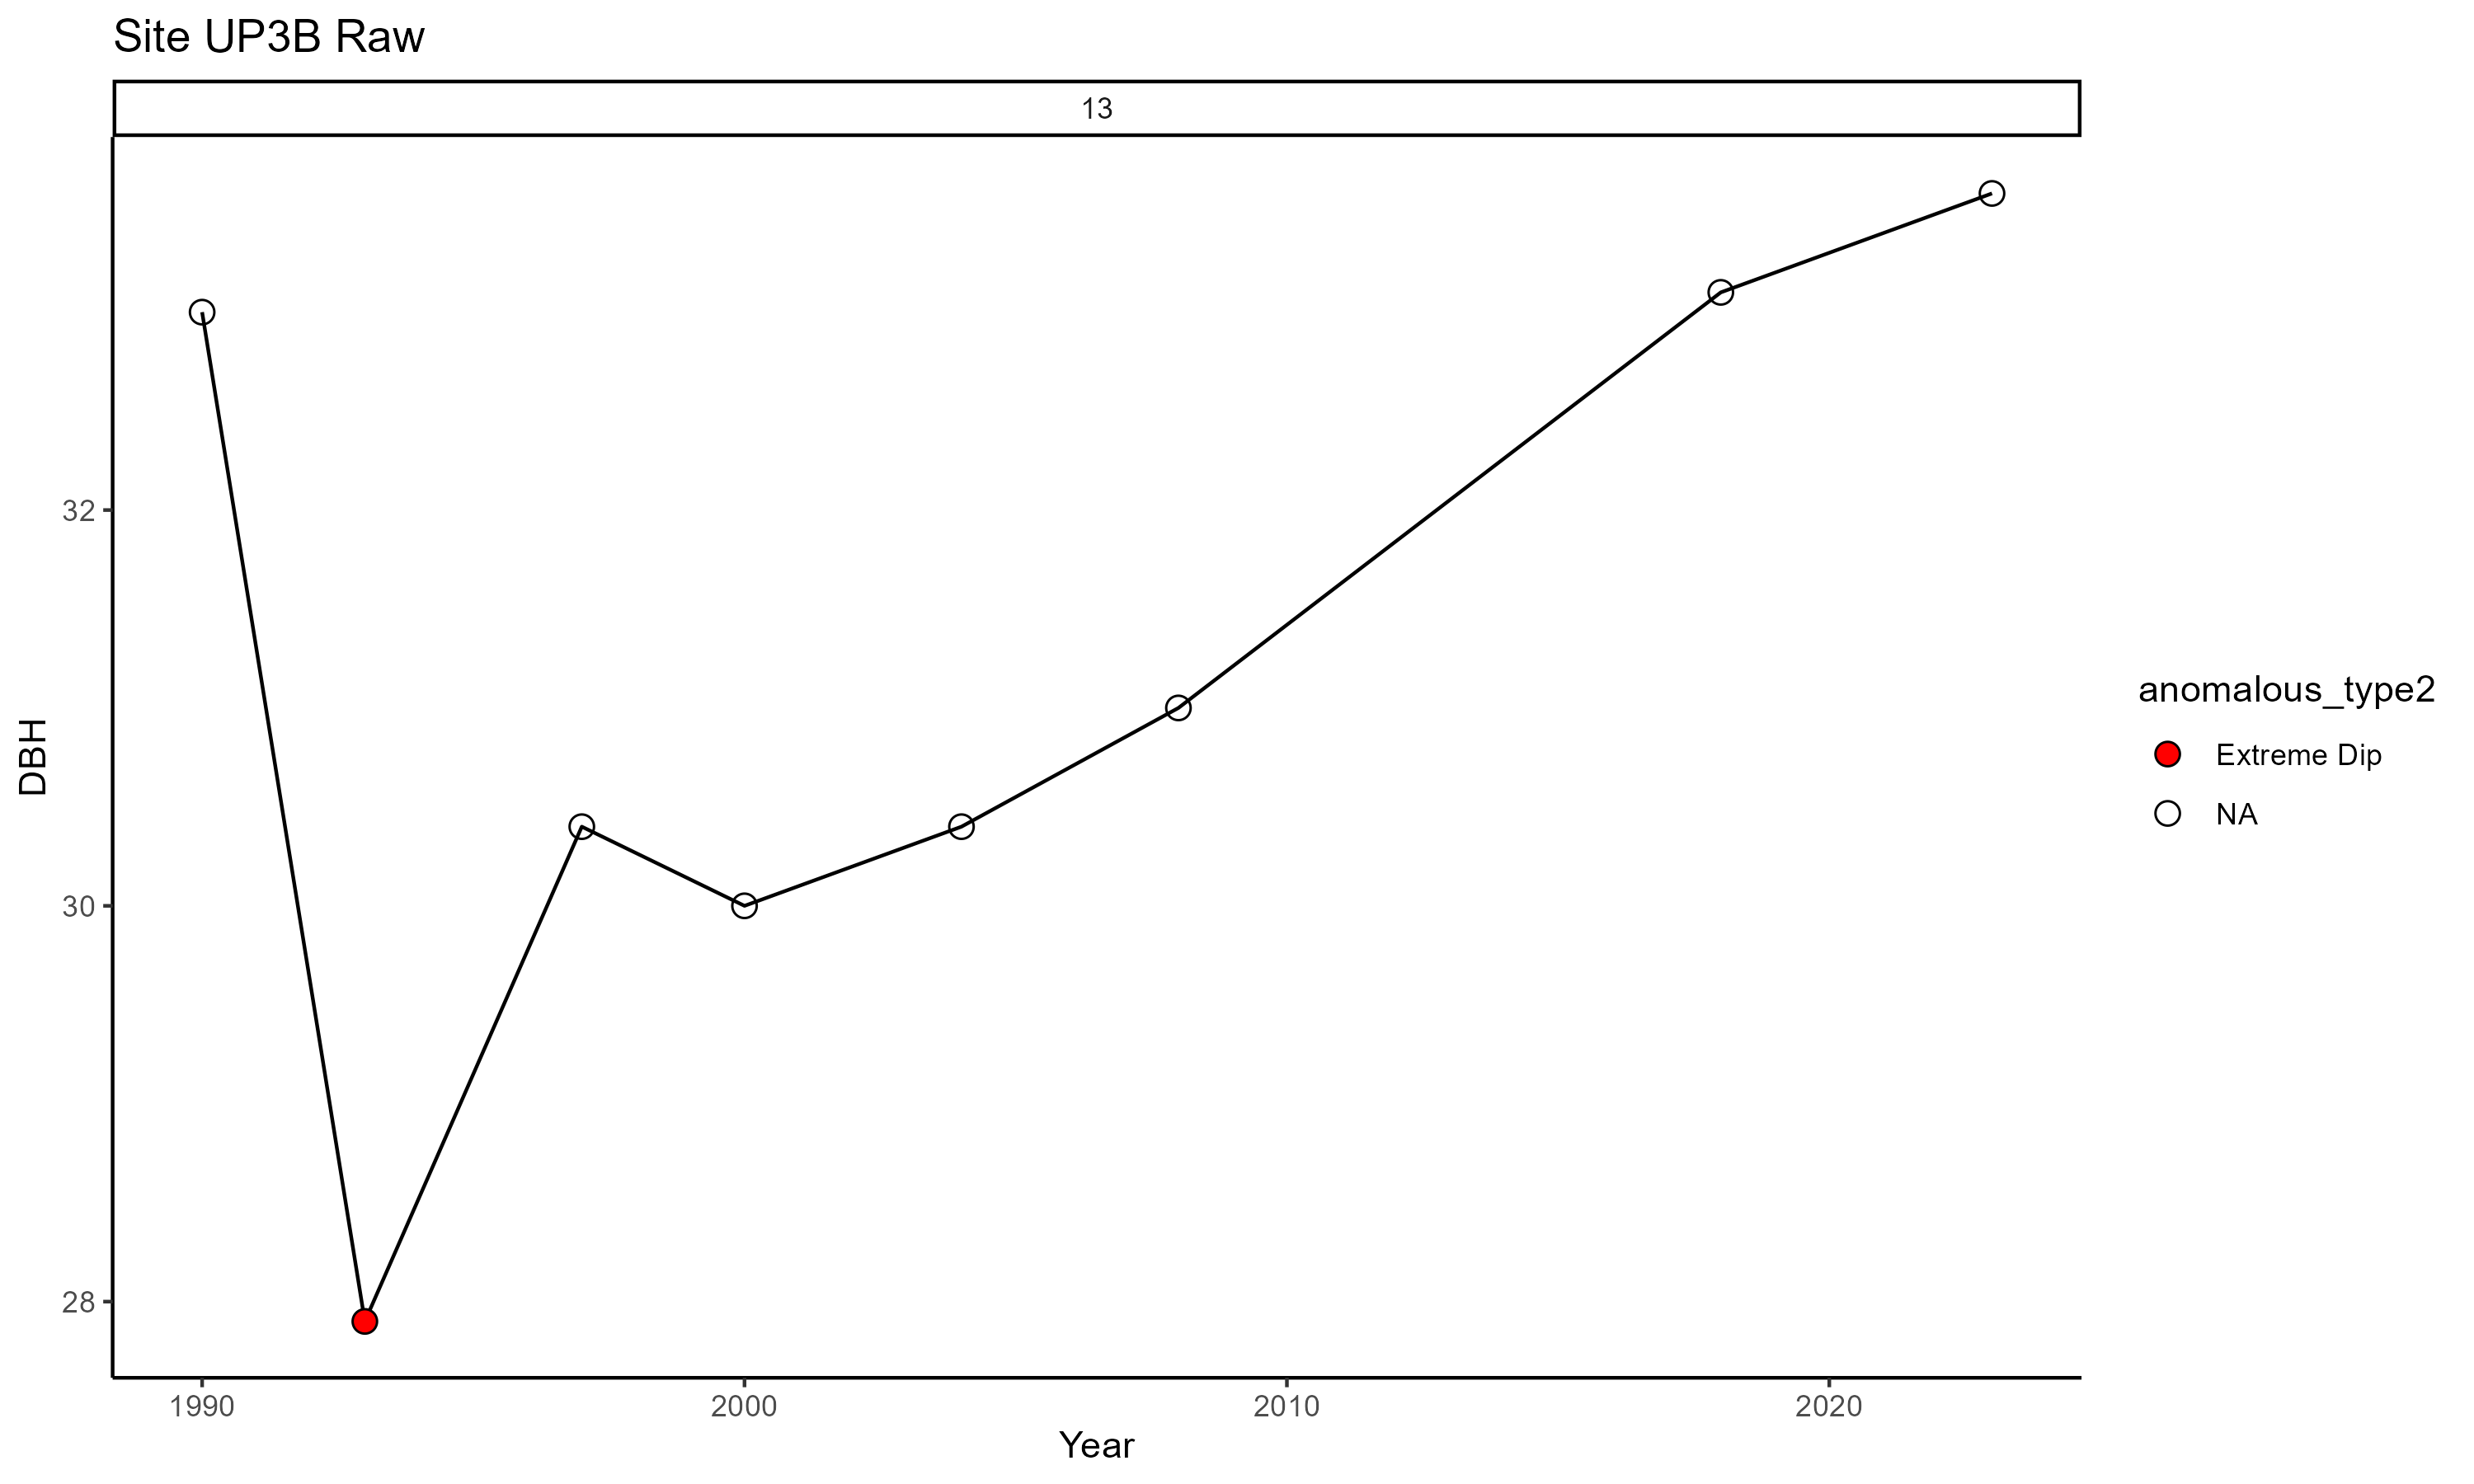 Site UP3B Raw
13
32
30
28
DBH
1990
2000
2010
2020
Year
anomalous_type2
Extreme Dip
NA